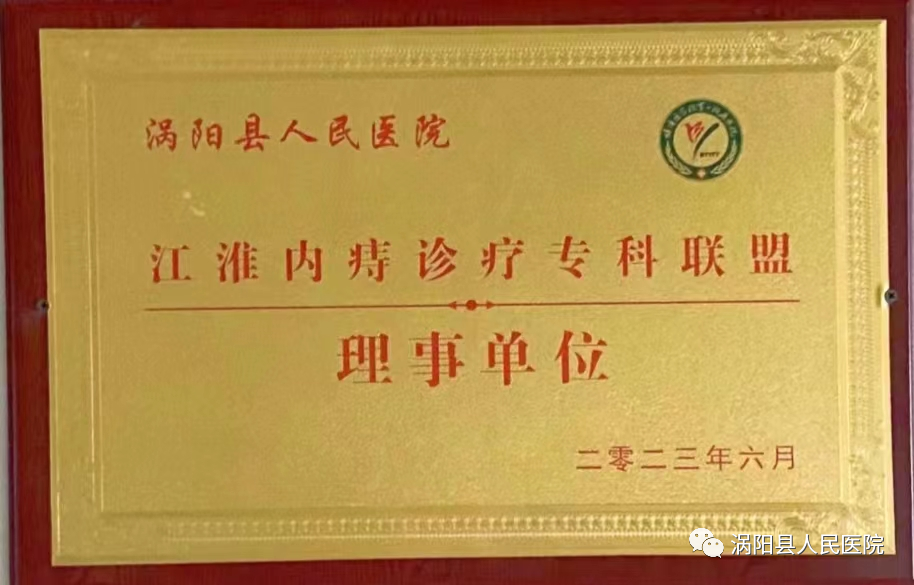 涡阳县人民医院
江淮内痔诊疗专科联盟
理事单位
二零二三年六月
涡阳县人民医院